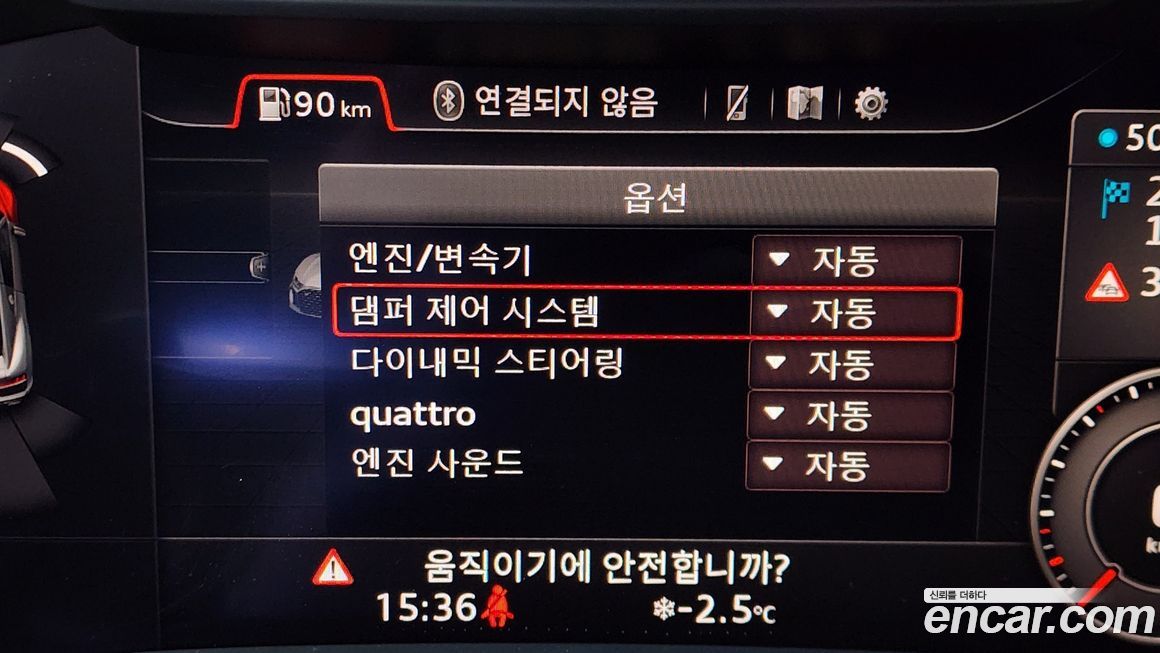 90 km
연결되지 않음
옵션
엔진/변속기 자동
댐퍼 제어 시스템 자동
다이내믹 스티어링 자동
quattro 자동
엔진 사운드 자동
움직이기에 안전합니까?
15:36 -2.5°C
신뢰를 더하다
encar.com